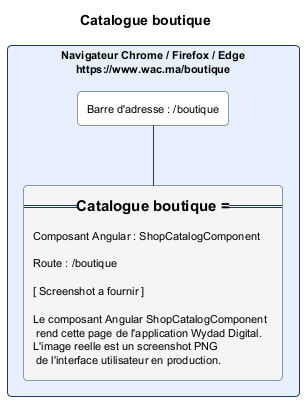 Catalogue boutique
Navigateur Chrome / Firefox / Edge
https://www.wac.ma/boutique
Barre d'adresse : /boutique
Catalogue boutique =
Composant Angular : ShopCatalogComponent
Route : /boutique
[ Screenshot a fournir ]
Le composant Angular ShopCatalogComponent
rend cette page de l'application Wydad Digital.
L'image reelle est un screenshot PNG
de l'interface utilisateur en production.